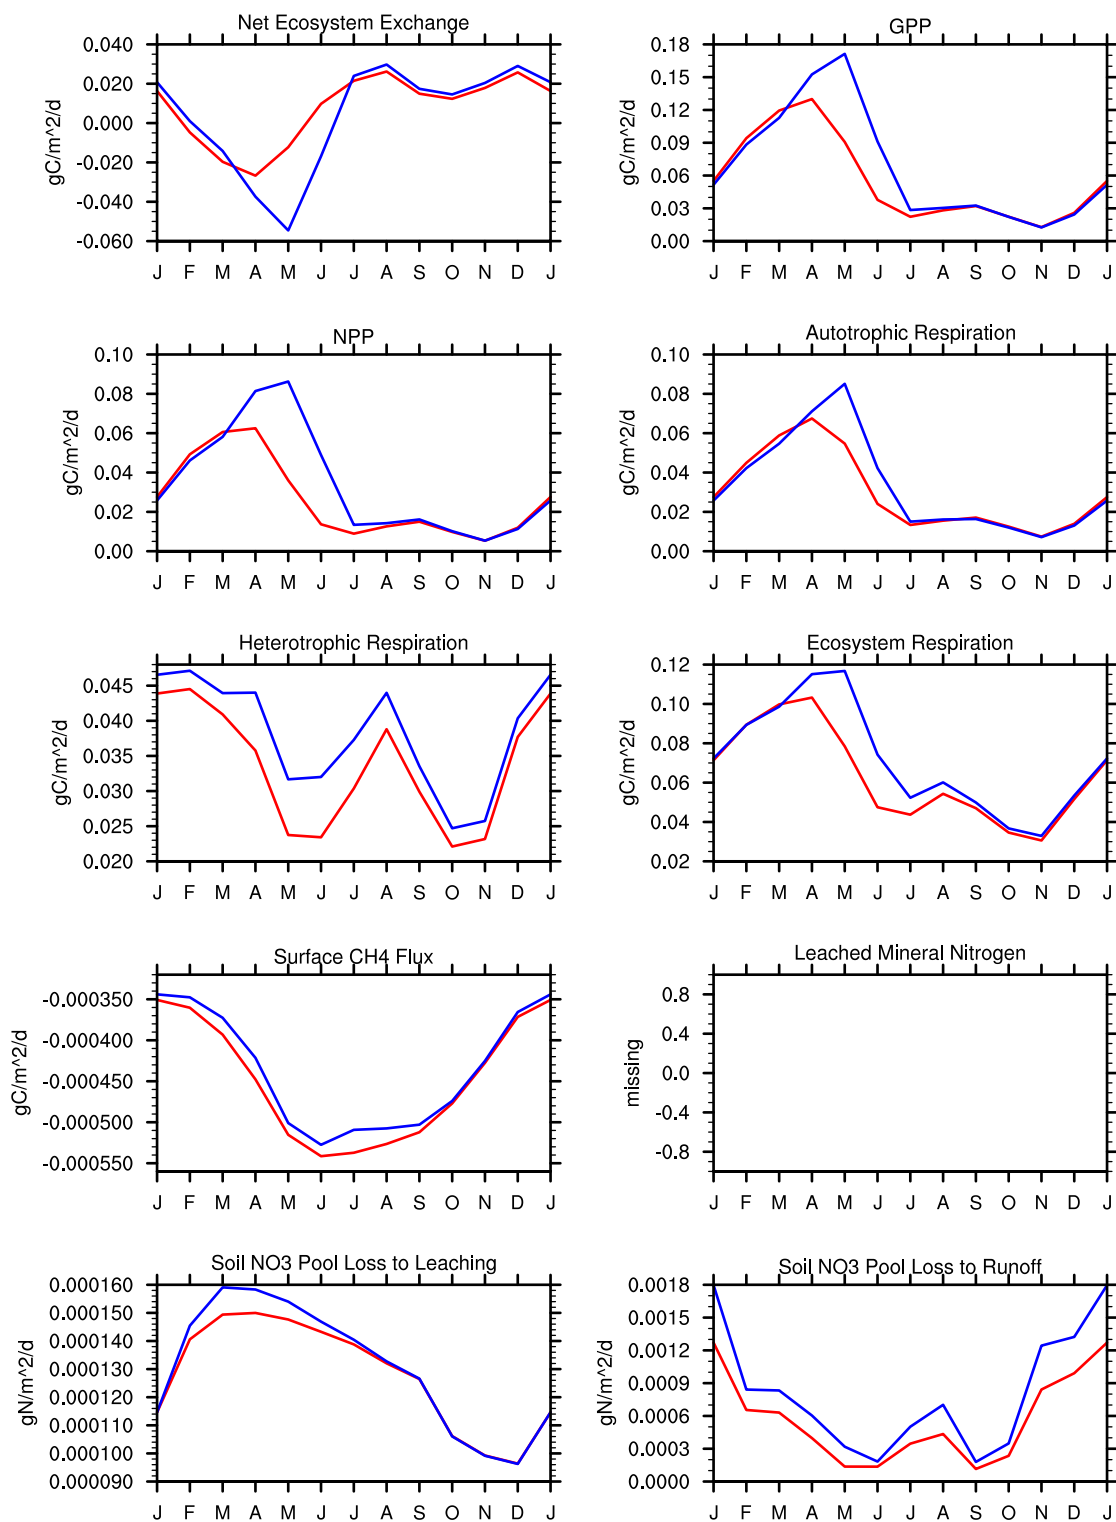 Net Ecosystem Exchange
gC/m^2/d
0.040
0.020
0.000
-0.020
-0.040
-0.060
J F M A M J J A S O N D J
GPP
gC/m^2/d
0.18
0.15
0.12
0.09
0.06
0.03
0.00
J F M A M J J A S O N D J
NPP
gC/m^2/d
0.10
0.08
0.06
0.04
0.02
0.00
J F M A M J J A S O N D J
Autotrophic Respiration
gC/m^2/d
0.10
0.08
0.06
0.04
0.02
0.00
J F M A M J J A S O N D J
Heterotrophic Respiration
gC/m^2/d
0.045
0.040
0.035
0.030
0.025
0.020
J F M A M J J A S O N D J
Ecosystem Respiration
gC/m^2/d
0.12
0.10
0.08
0.06
0.04
0.02
J F M A M J J A S O N D J
Surface CH4 Flux
gC/m^2/d
-0.000350
-0.000400
-0.000450
-0.000500
-0.000550
J F M A M J J A S O N D J
Leached Mineral Nitrogen
missing
0.8
0.4
0.0
-0.4
-0.8
J F M A M J J A S O N D J
Soil NO3 Pool Loss to Leaching
gN/m^2/d
0.000160
0.000150
0.000140
0.000130
0.000120
0.000110
0.000100
0.000090
J F M A M J J A S O N D J
Soil NO3 Pool Loss to Runoff
gN/m^2/d
0.0018
0.0015
0.0012
0.0009
0.0006
0.0003
0.0000
J F M A M J J A S O N D J